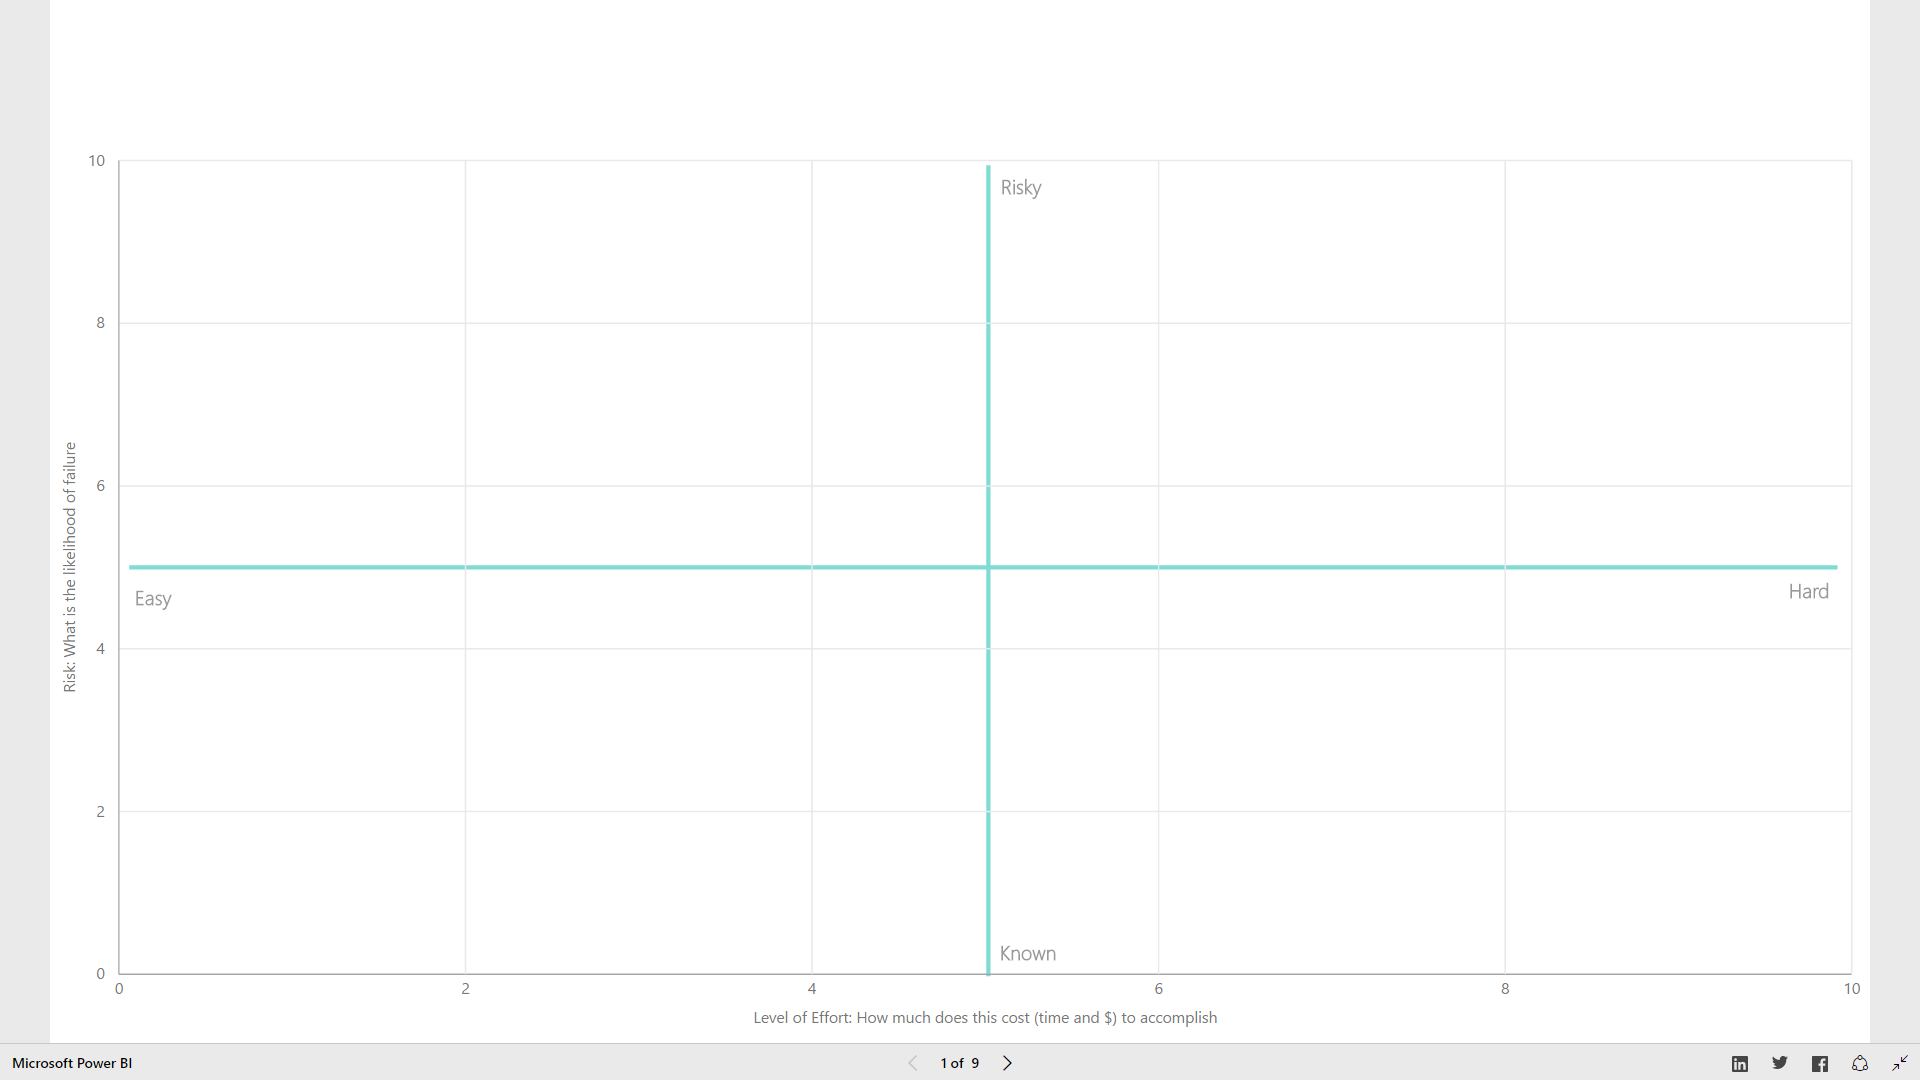 10
Risky
8
6
Risk: What is the likelihood of failure
Easy
Hard
4
2
Known
0
0 2 4 6 8 10
Level of Effort: How much does this cost (time and $) to accomplish
Microsoft Power BI
1 of 9